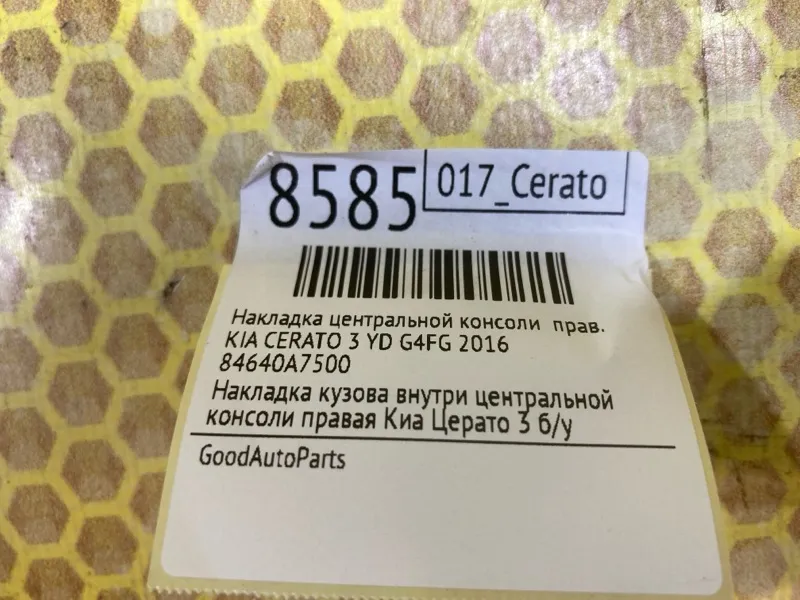 8585
017_Cerato
Накладка центральной консоли прав.
KIA CERATO 3 YD G4FG 2016
84640A7500
Накладка кузова внутри центральной
консоли правая Киа Церато 3 б/у
GoodAutoParts